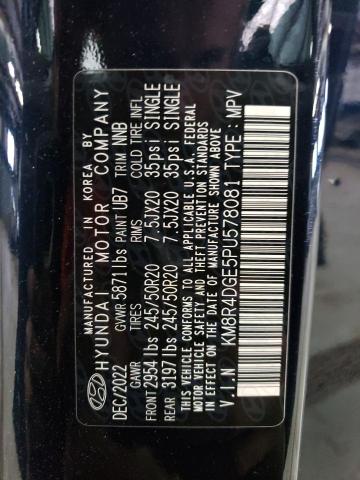 MANUFACTURED IN KOREA BY
HYUNDAI MOTOR COMPANY
DEC/2022 GVWR 5871lbs PAINT UB7 TRIM NNB
GAWR TIRES RIMS COLD TIRE INFL
FRONT 2954lbs 245/50R20 7.5JX20 35psi SINGLE
REAR 3197lbs 245/50R20 7.5JX20 35psi SINGLE
THIS VEHICLE CONFORMS TO ALL APPLICABLE U.S.A. FEDERAL
MOTOR VEHICLE SAFETY BUMPER, AND THEFT PREVENTION STANDARDS
IN EFFECT ON THE DATE OF MANUFACTURE SHOWN ABOVE.
V.I.N KM8R4DGE5PU578081 TYPE : MPV